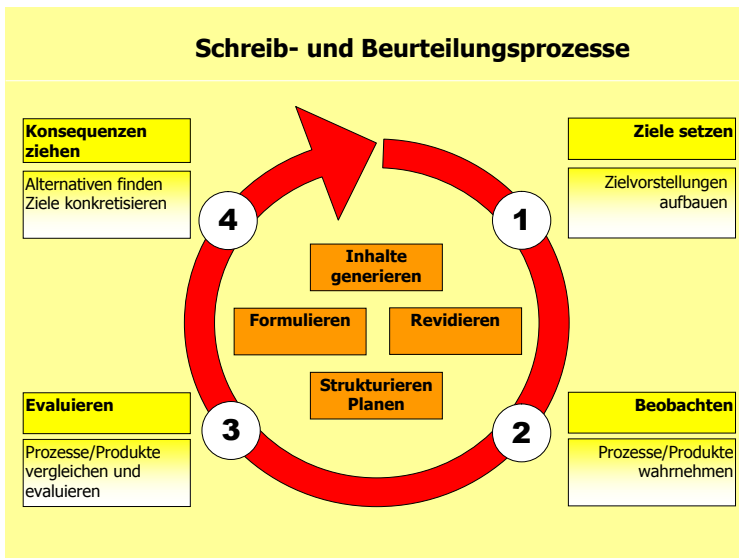 Schreib- und Beurteilungsprozesse
Konsequenzen
ziehen
Alternativen finden
Ziele konkretisieren
Ziele setzen
Zielvorstellungen
aufbauen
4
1
Inhalte
generieren
Formulieren
Revidieren
Strukturieren
Planen
Evaluieren
Prozesse/Produkte
vergleichen und
evaluieren
3
2
Beobachten
Prozesse/Produkte
wahrnehmen